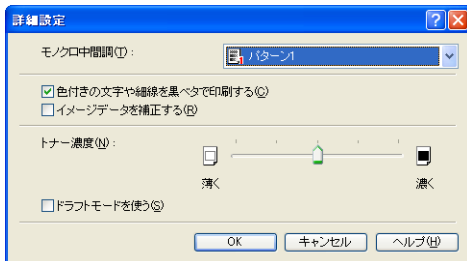 詳細設定
モノクロ中間調(T): パターン1
色付きの文字や細線を黒ベタで印刷する(C)
イメージデータを補正する(R)
トナー濃度(N):
薄く 濃く
ドラフトモードを使う(S)
OK キャンセル ヘルプ(H)